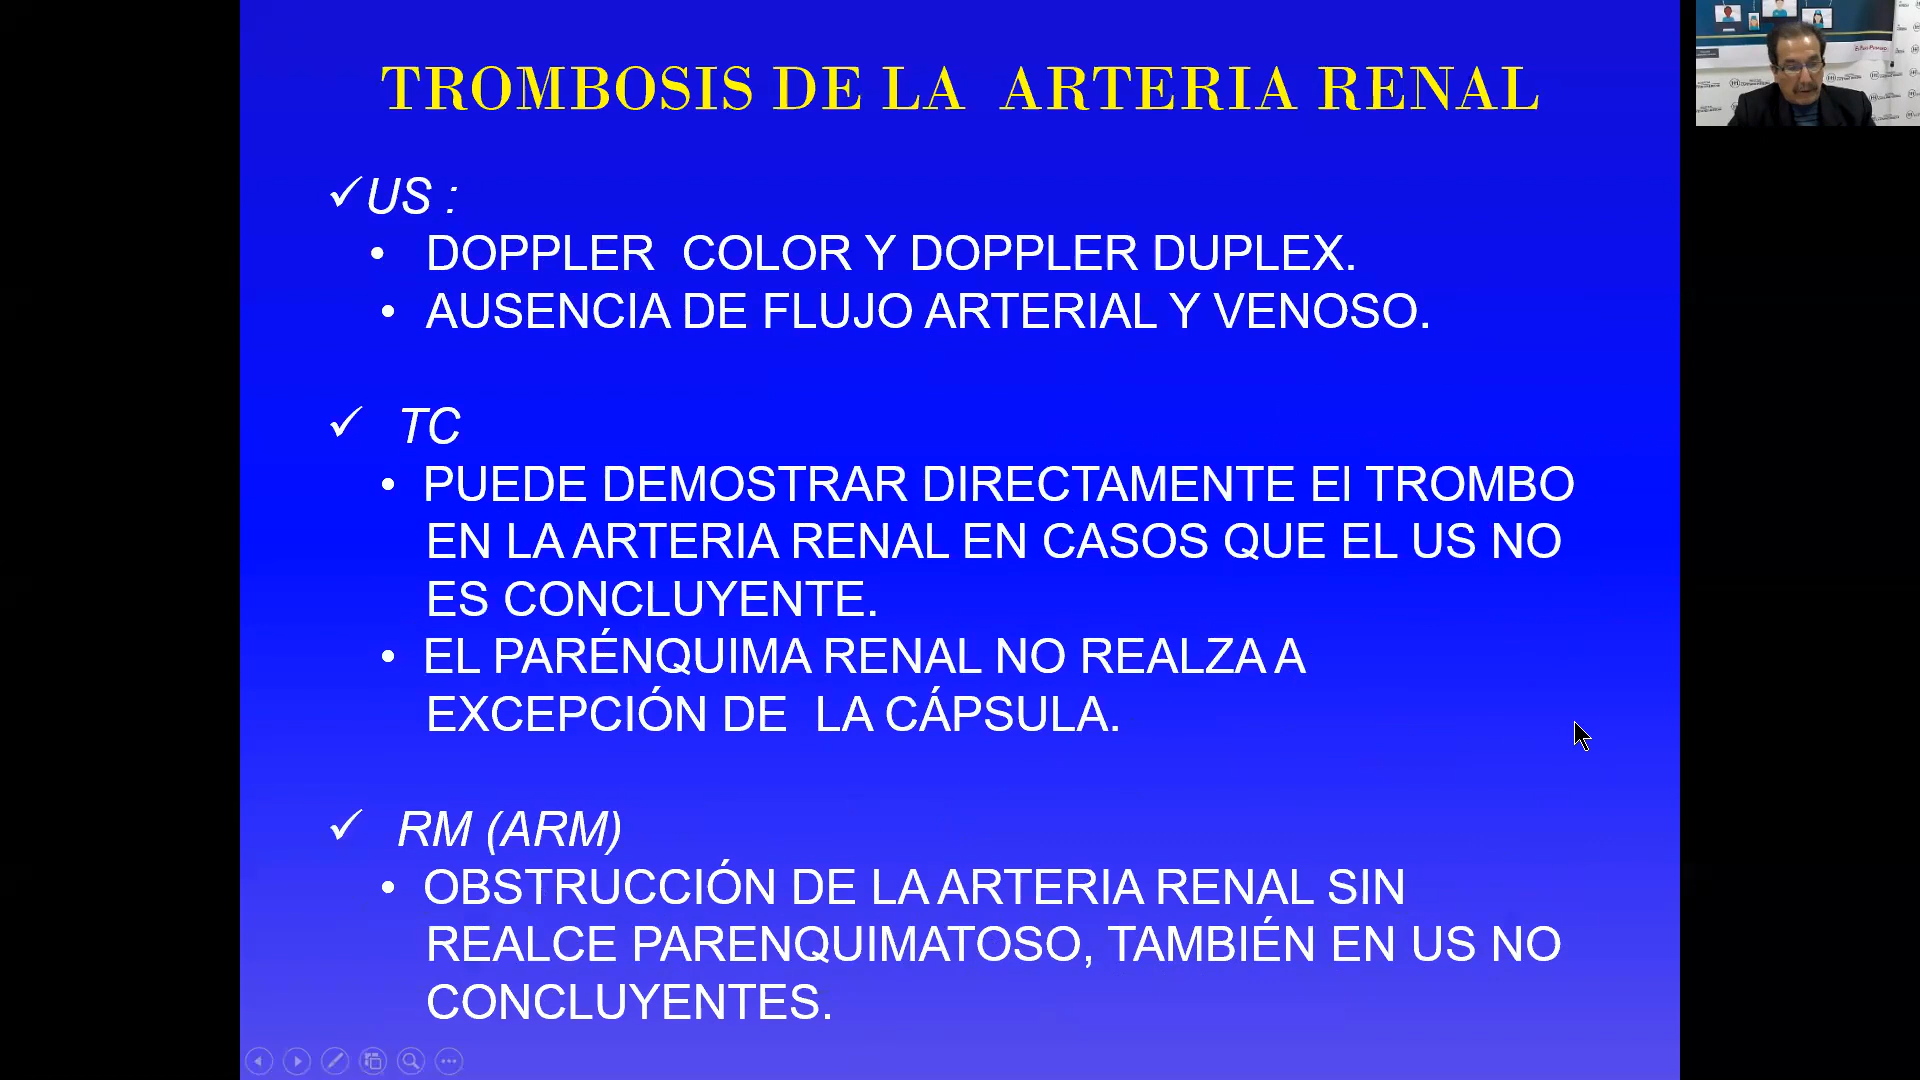 TROMBOSIS DE LA ARTERIA RENAL
✓US :
• DOPPLER COLOR Y DOPPLER DUPLEX.
• AUSENCIA DE FLUJO ARTERIAL Y VENOSO.
✓ TC
• PUEDE DEMOSTRAR DIRECTAMENTE El TROMBO
EN LA ARTERIA RENAL EN CASOS QUE EL US NO
ES CONCLUYENTE.
• EL PARÉNQUIMA RENAL NO REALZA A
EXCEPCIÓN DE LA CÁPSULA.
✓ RM (ARM)
• OBSTRUCCIÓN DE LA ARTERIA RENAL SIN
REALCE PARENQUIMATOSO, TAMBIÉN EN US NO
CONCLUYENTES.